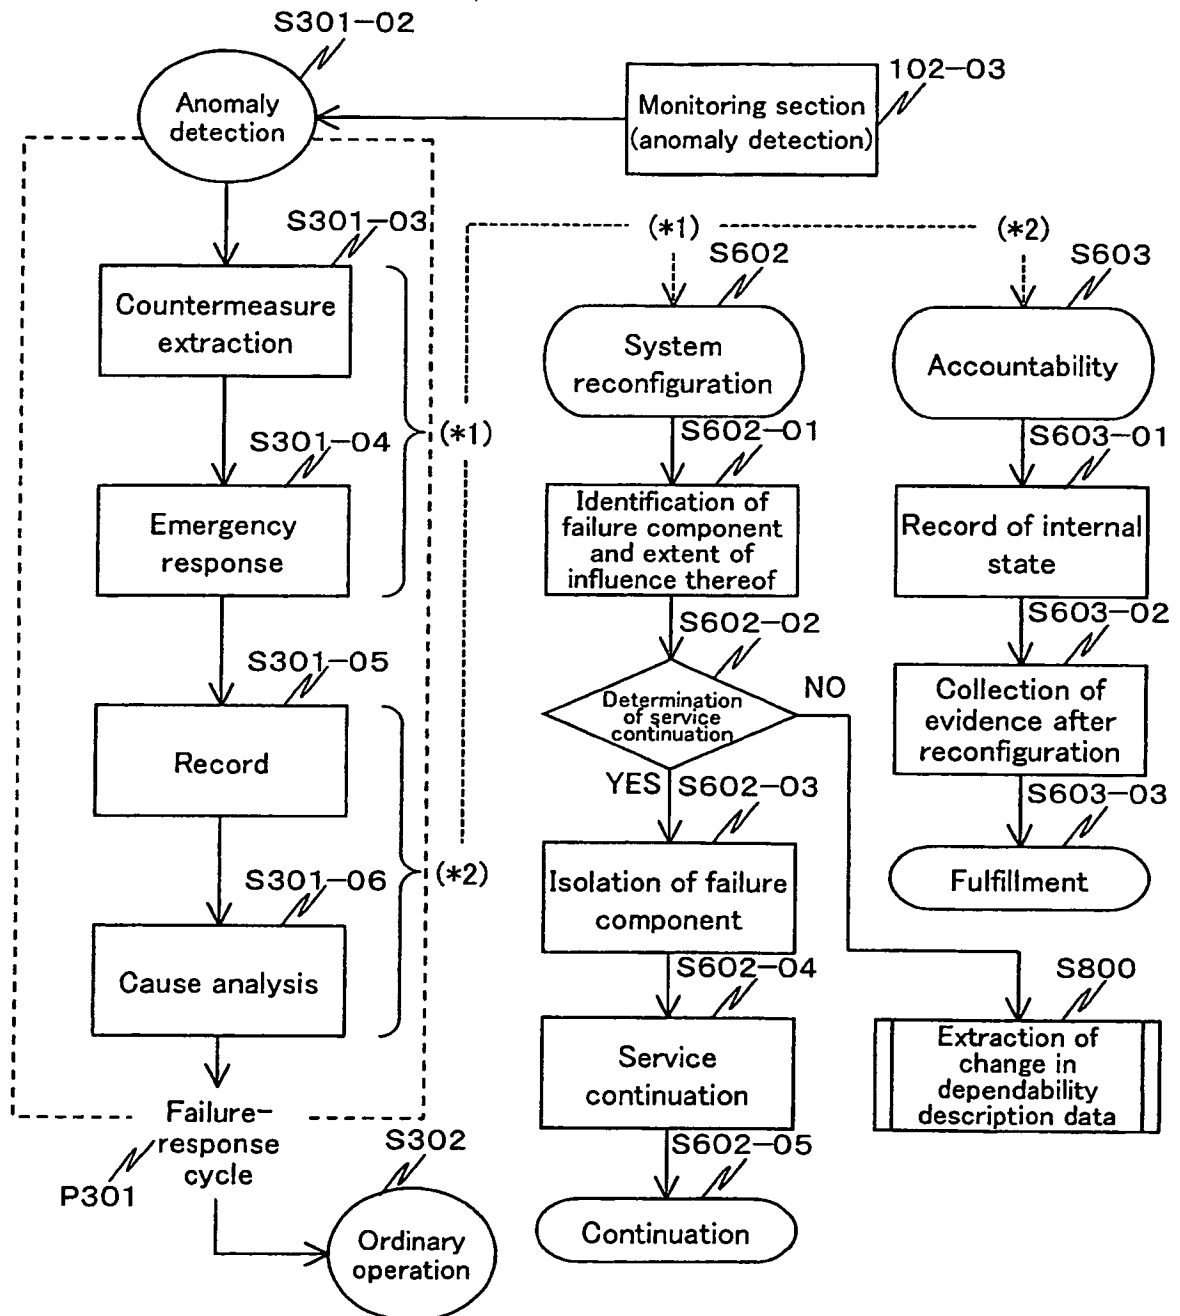 S301-02
Anomaly
detection
102-03
Monitoring section
(anomaly detection)
S301-03
Countermeasure
extraction
S301-04
Emergency
response
(*1)
S301-05
Record
S301-06
Cause analysis
(*2)
Failure-
response
cycle
P301
S302
Ordinary
operation
(*1)
S602
System
reconfiguration
S602-01
Identification of
failure component
and extent of
influence thereof
S602-02
Determination
of service
continuation
NO
YES
S602-03
Isolation of failure
component
S602-04
Service
continuation
S602-05
Continuation
(*2)
S603
Accountability
S603-01
Record of internal
state
S603-02
Collection of
evidence after
reconfiguration
S603-03
Fulfillment
S800
Extraction of
change in
dependability
description data